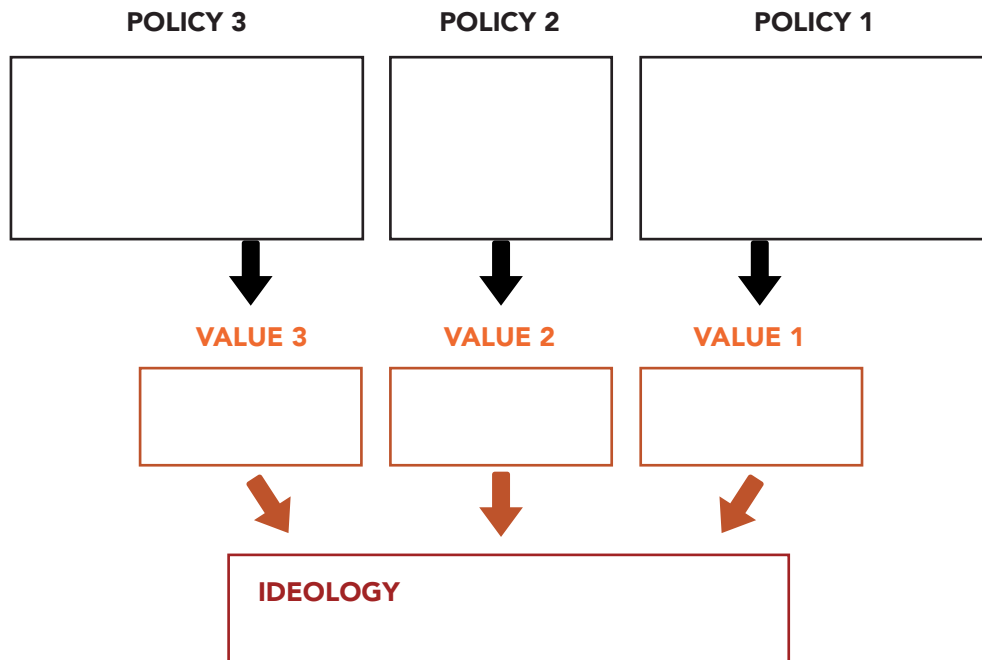 POLICY 3 POLICY 2 POLICY 1
VALUE 3 VALUE 2 VALUE 1
IDEOLOGY